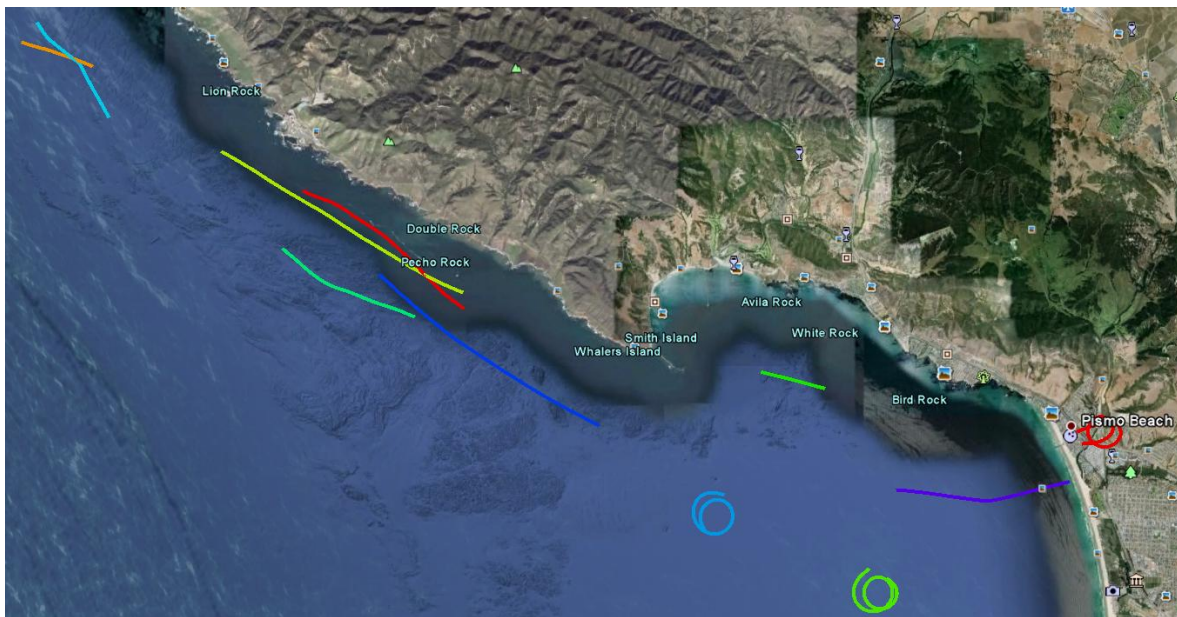 Lion Rock
Double Rock
Pecho Rock
Avila Rock
White Rock
Smith Island
Whalers Island
Bird Rock
Pismo Beach